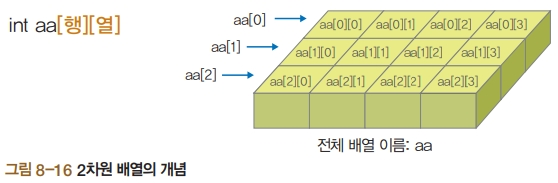 int aa[행][열]
aa[0]
aa[1]
aa[2]
aa[0][0] aa[0][1] aa[0][2] aa[0][3]
aa[1][0] aa[1][1] aa[1][2] aa[1][3]
aa[2][0] aa[2][1] aa[2][2] aa[2][3]
전체 배열 이름: aa
그림 8-16 2차원 배열의 개념